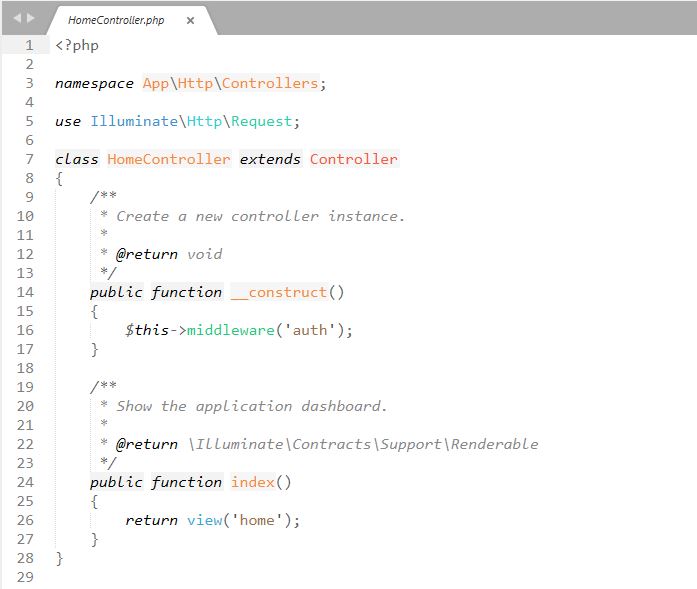 HomeController.php ×
1 <?php
2
3 namespace App\Http\Controllers;
4
5 use Illuminate\Http\Request;
6
7 class HomeController extends Controller
8 {
9     /**
10      * Create a new controller instance.
11      *
12      * @return void
13      */
14     public function __construct()
15     {
16         $this->middleware('auth');
17     }
18
19     /**
20      * Show the application dashboard.
21      *
22      * @return \Illuminate\Contracts\Support\Renderable
23      */
24     public function index()
25     {
26         return view('home');
27     }
28 }
29